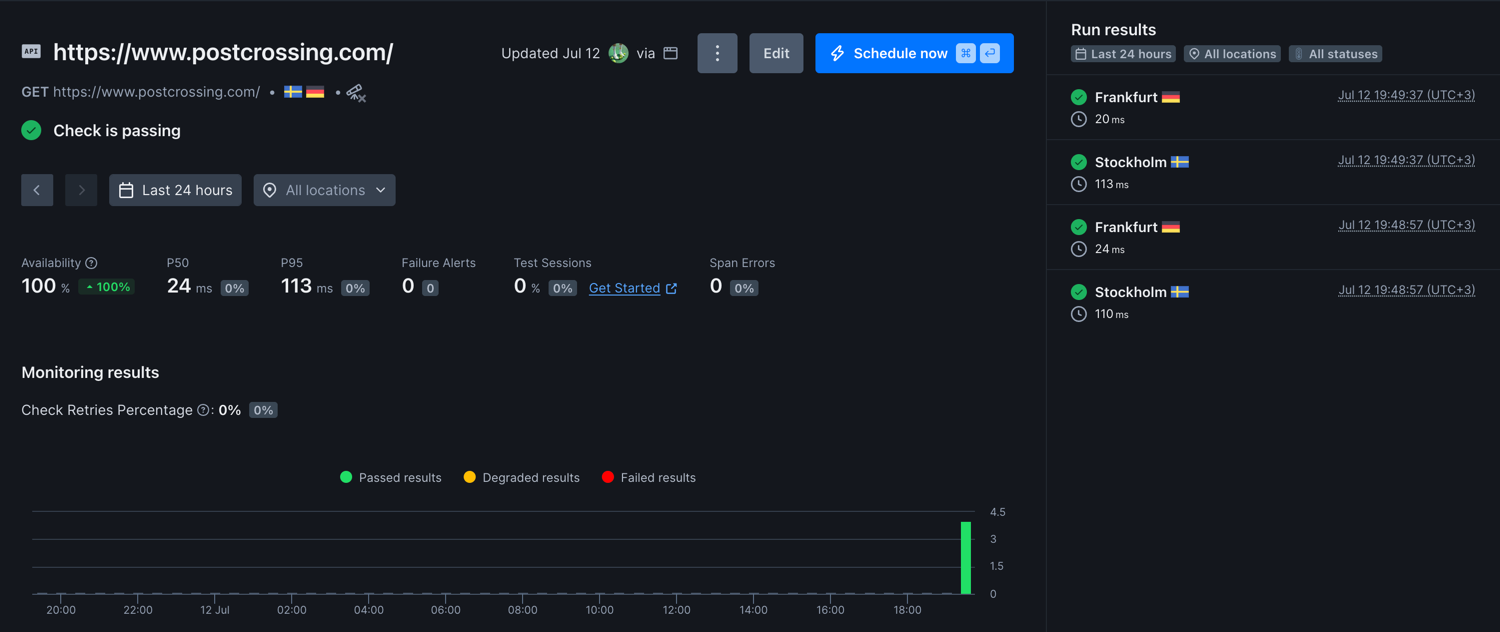 API https://www.postcrossing.com/
Updated Jul 12 via
Edit
Schedule now ⌘ ⏎
GET https://www.postcrossing.com/ • •
Check is passing
Last 24 hours
All locations
Availability
100 % 100%
P50
24 ms 0%
P95
113 ms 0%
Failure Alerts
0 0
Test Sessions
0 % 0% Get Started
Span Errors
0 0%
Monitoring results
Check Retries Percentage ? : 0% 0%
Passed results Degraded results Failed results
4.5
3
1.5
0
20:00 22:00 12 Jul 02:00 04:00 06:00 08:00 10:00 12:00 14:00 16:00 18:00
Run results
Last 24 hours All locations All statuses
Frankfurt Jul 12 19:49:37 (UTC+3)
20 ms
Stockholm Jul 12 19:49:37 (UTC+3)
113 ms
Frankfurt Jul 12 19:48:57 (UTC+3)
24 ms
Stockholm Jul 12 19:48:57 (UTC+3)
110 ms